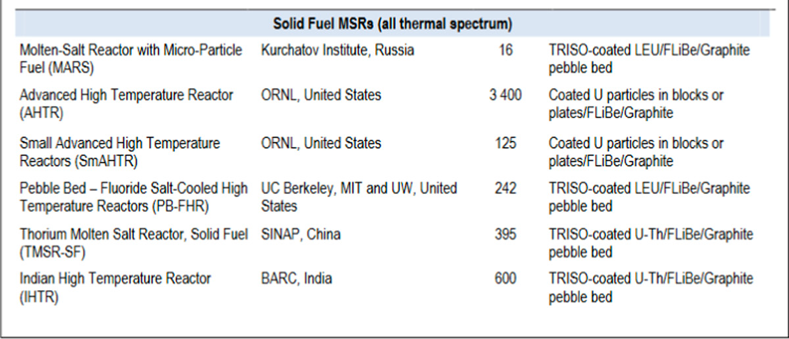 Solid Fuel MSRs (all thermal spectrum)
Molten-Salt Reactor with Micro-Particle Kurchatov Institute, Russia 16 TRISO-coated LEU/FLiBe/Graphite
Fuel (MARS) pebble bed
Advanced High Temperature Reactor ORNL, United States 3 400 Coated U particles in blocks or
(AHTR) plates/FLiBe/Graphite
Small Advanced High Temperature ORNL, United States 125 Coated U particles in blocks or
Reactors (SmAHTR) plates/FLiBe/Graphite
Pebble Bed – Fluoride Salt-Cooled High UC Berkeley, MIT and UW, United 242 TRISO-coated LEU/FLiBe/Graphite
Temperature Reactors (PB-FHR) States pebble bed
Thorium Molten Salt Reactor, Solid Fuel SINAP, China 395 TRISO-coated U-Th/FLiBe/Graphite
(TMSR-SF) pebble bed
Indian High Temperature Reactor BARC, India 600 TRISO-coated U-Th/FLiBe/Graphite
(IHTR) pebble bed